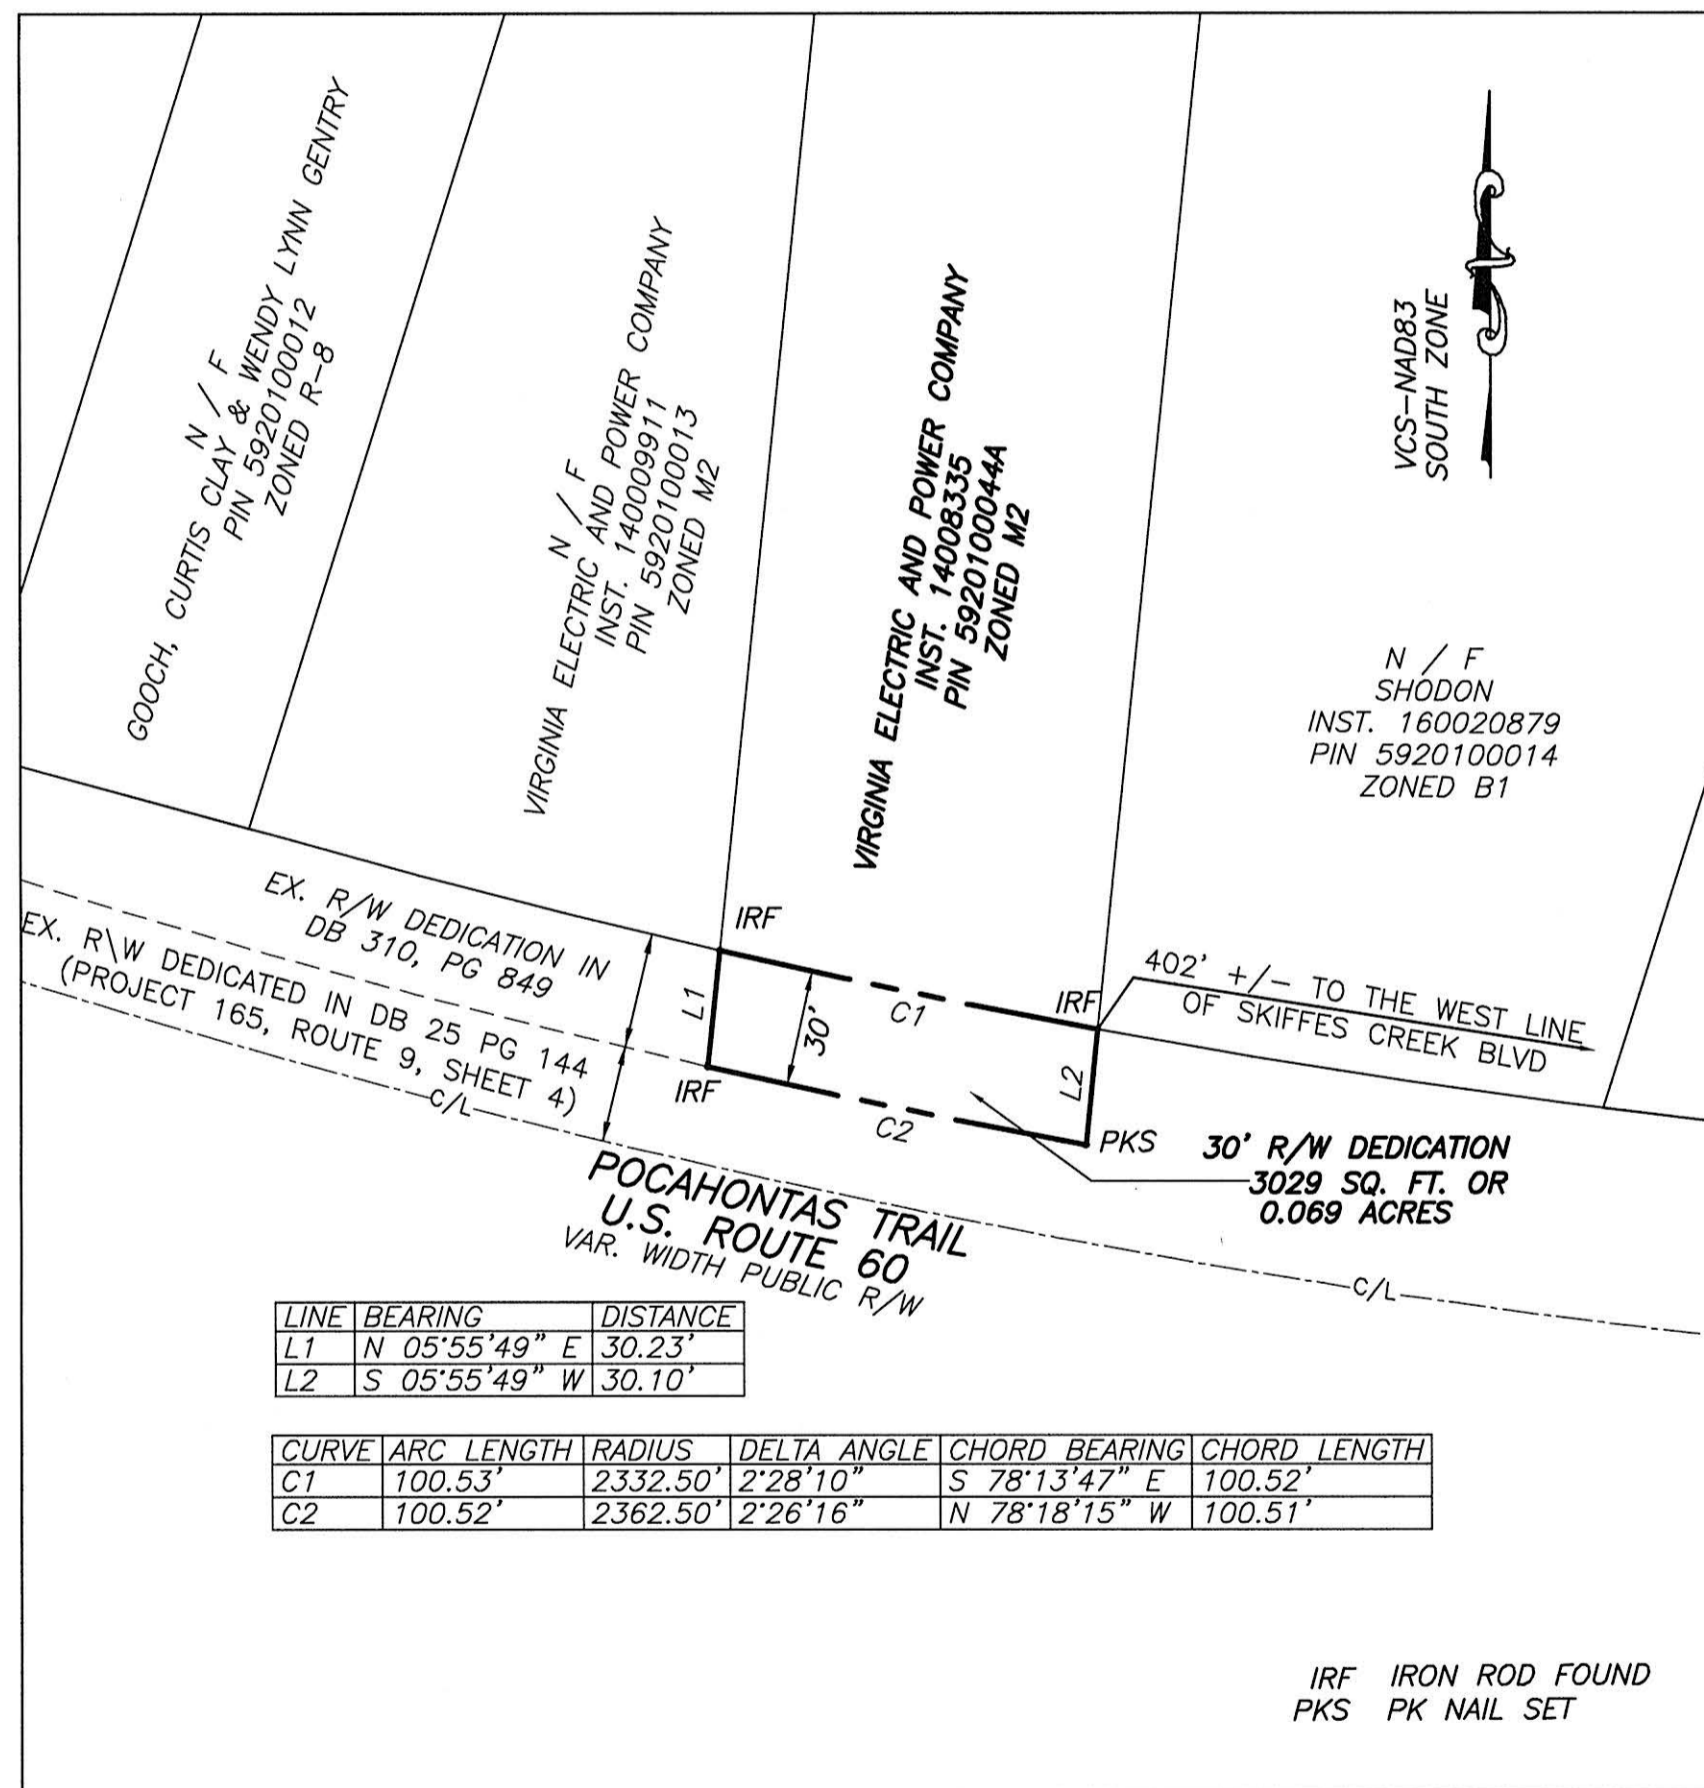 N / F
GOOCH, CURTIS CLAY & WENDY LYNN GENTRY
PIN 5920100012
ZONED R-8
N / F
VIRGINIA ELECTRIC AND POWER COMPANY
INST. 140009911
PIN 5920100013
ZONED M2
VIRGINIA ELECTRIC AND POWER COMPANY
INST. 14008335
PIN 5920100044A
ZONED M2
VCS-NAD83
SOUTH ZONE
N / F
SHODON
INST. 160020879
PIN 5920100014
ZONED B1
EX. R/W DEDICATION IN
DB 310, PG 849
EX. R\W DEDICATED IN DB 25 PG 144
(PROJECT 165, ROUTE 9, SHEET 4)
C/L
IRF
L1
30'
C1
IRF
402' +/- TO THE WEST LINE
OF SKIFFES CREEK BLVD
IRF
C2
L2
PKS
30' R/W DEDICATION
3029 SQ. FT. OR
0.069 ACRES
POCAHONTAS TRAIL
U.S. ROUTE 60
VAR. WIDTH PUBLIC R/W
C/L
LINE BEARING DISTANCE
L1 N 05°55'49" E 30.23'
L2 S 05°55'49" W 30.10'
CURVE ARC LENGTH RADIUS DELTA ANGLE CHORD BEARING CHORD LENGTH
C1 100.53' 2332.50' 2°28'10" S 78°13'47" E 100.52'
C2 100.52' 2362.50' 2°26'16" N 78°18'15" W 100.51'
IRF IRON ROD FOUND
PKS PK NAIL SET